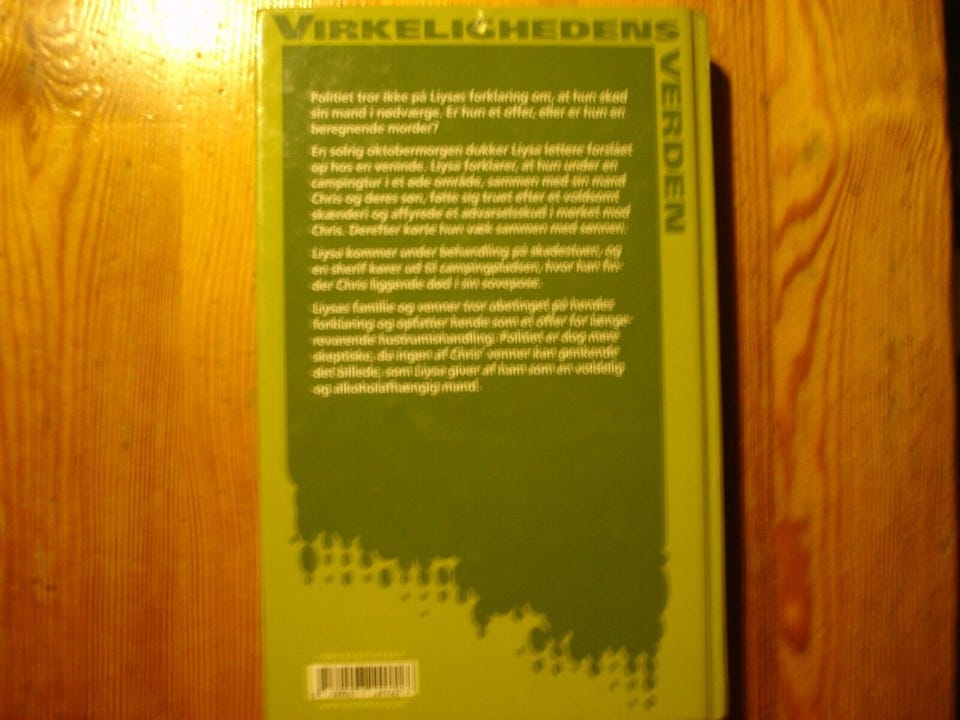 VIRKELIGHEDENS
VERDEN
Politiet tror ikke på Liysas forklaring om, at hun skød
sin mand i nødværge. Er hun et offer, eller er hun en
beregnende morder?
En solrig oktobermorgen dukker Liysa lettere forslået
op hos en veninde. Liysa forklarer, at hun under en
campingtur i et øde område, sammen med sin mand
Chris og deres søn, følte sig truet efter et voldsomt
skænderi og affyrede et advarselsskud i mørket mod
Chris. Derefter kørte hun væk sammen med sønnen.
Liysa kommer under behandling på skadestuen, og
en sherif kører ud til campingpladsen, hvor han fin-
der Chris liggende død i sin sovepose.
Liysas familie og venner tror ubetinget på hendes
forklaring og opfatter hende som et offer for længe-
revarende hustrumishandling. Politiet er dog mere
skeptiske, da ingen af Chris' venner kan genkende
det billede, som Liysa giver af ham som en voldelig
og alkoholafhængig mand.